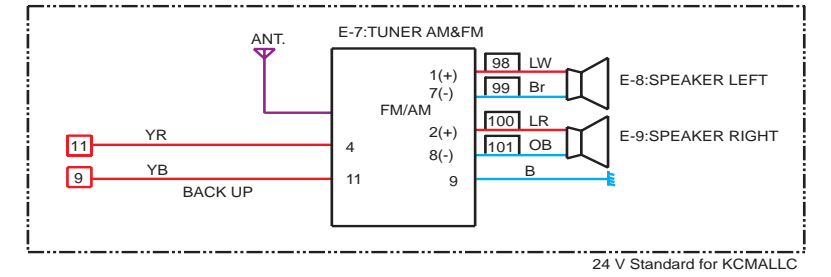 E-7:TUNER AM&FM
ANT.
98 LW
1(+)
E-8:SPEAKER LEFT
7(-)
99 Br
FM/AM
100 LR
2(+)
E-9:SPEAKER RIGHT
11 YR
4
8(-)
101 OB
9 YB
11
9
B
BACK UP
24 V Standard for KCMALLC